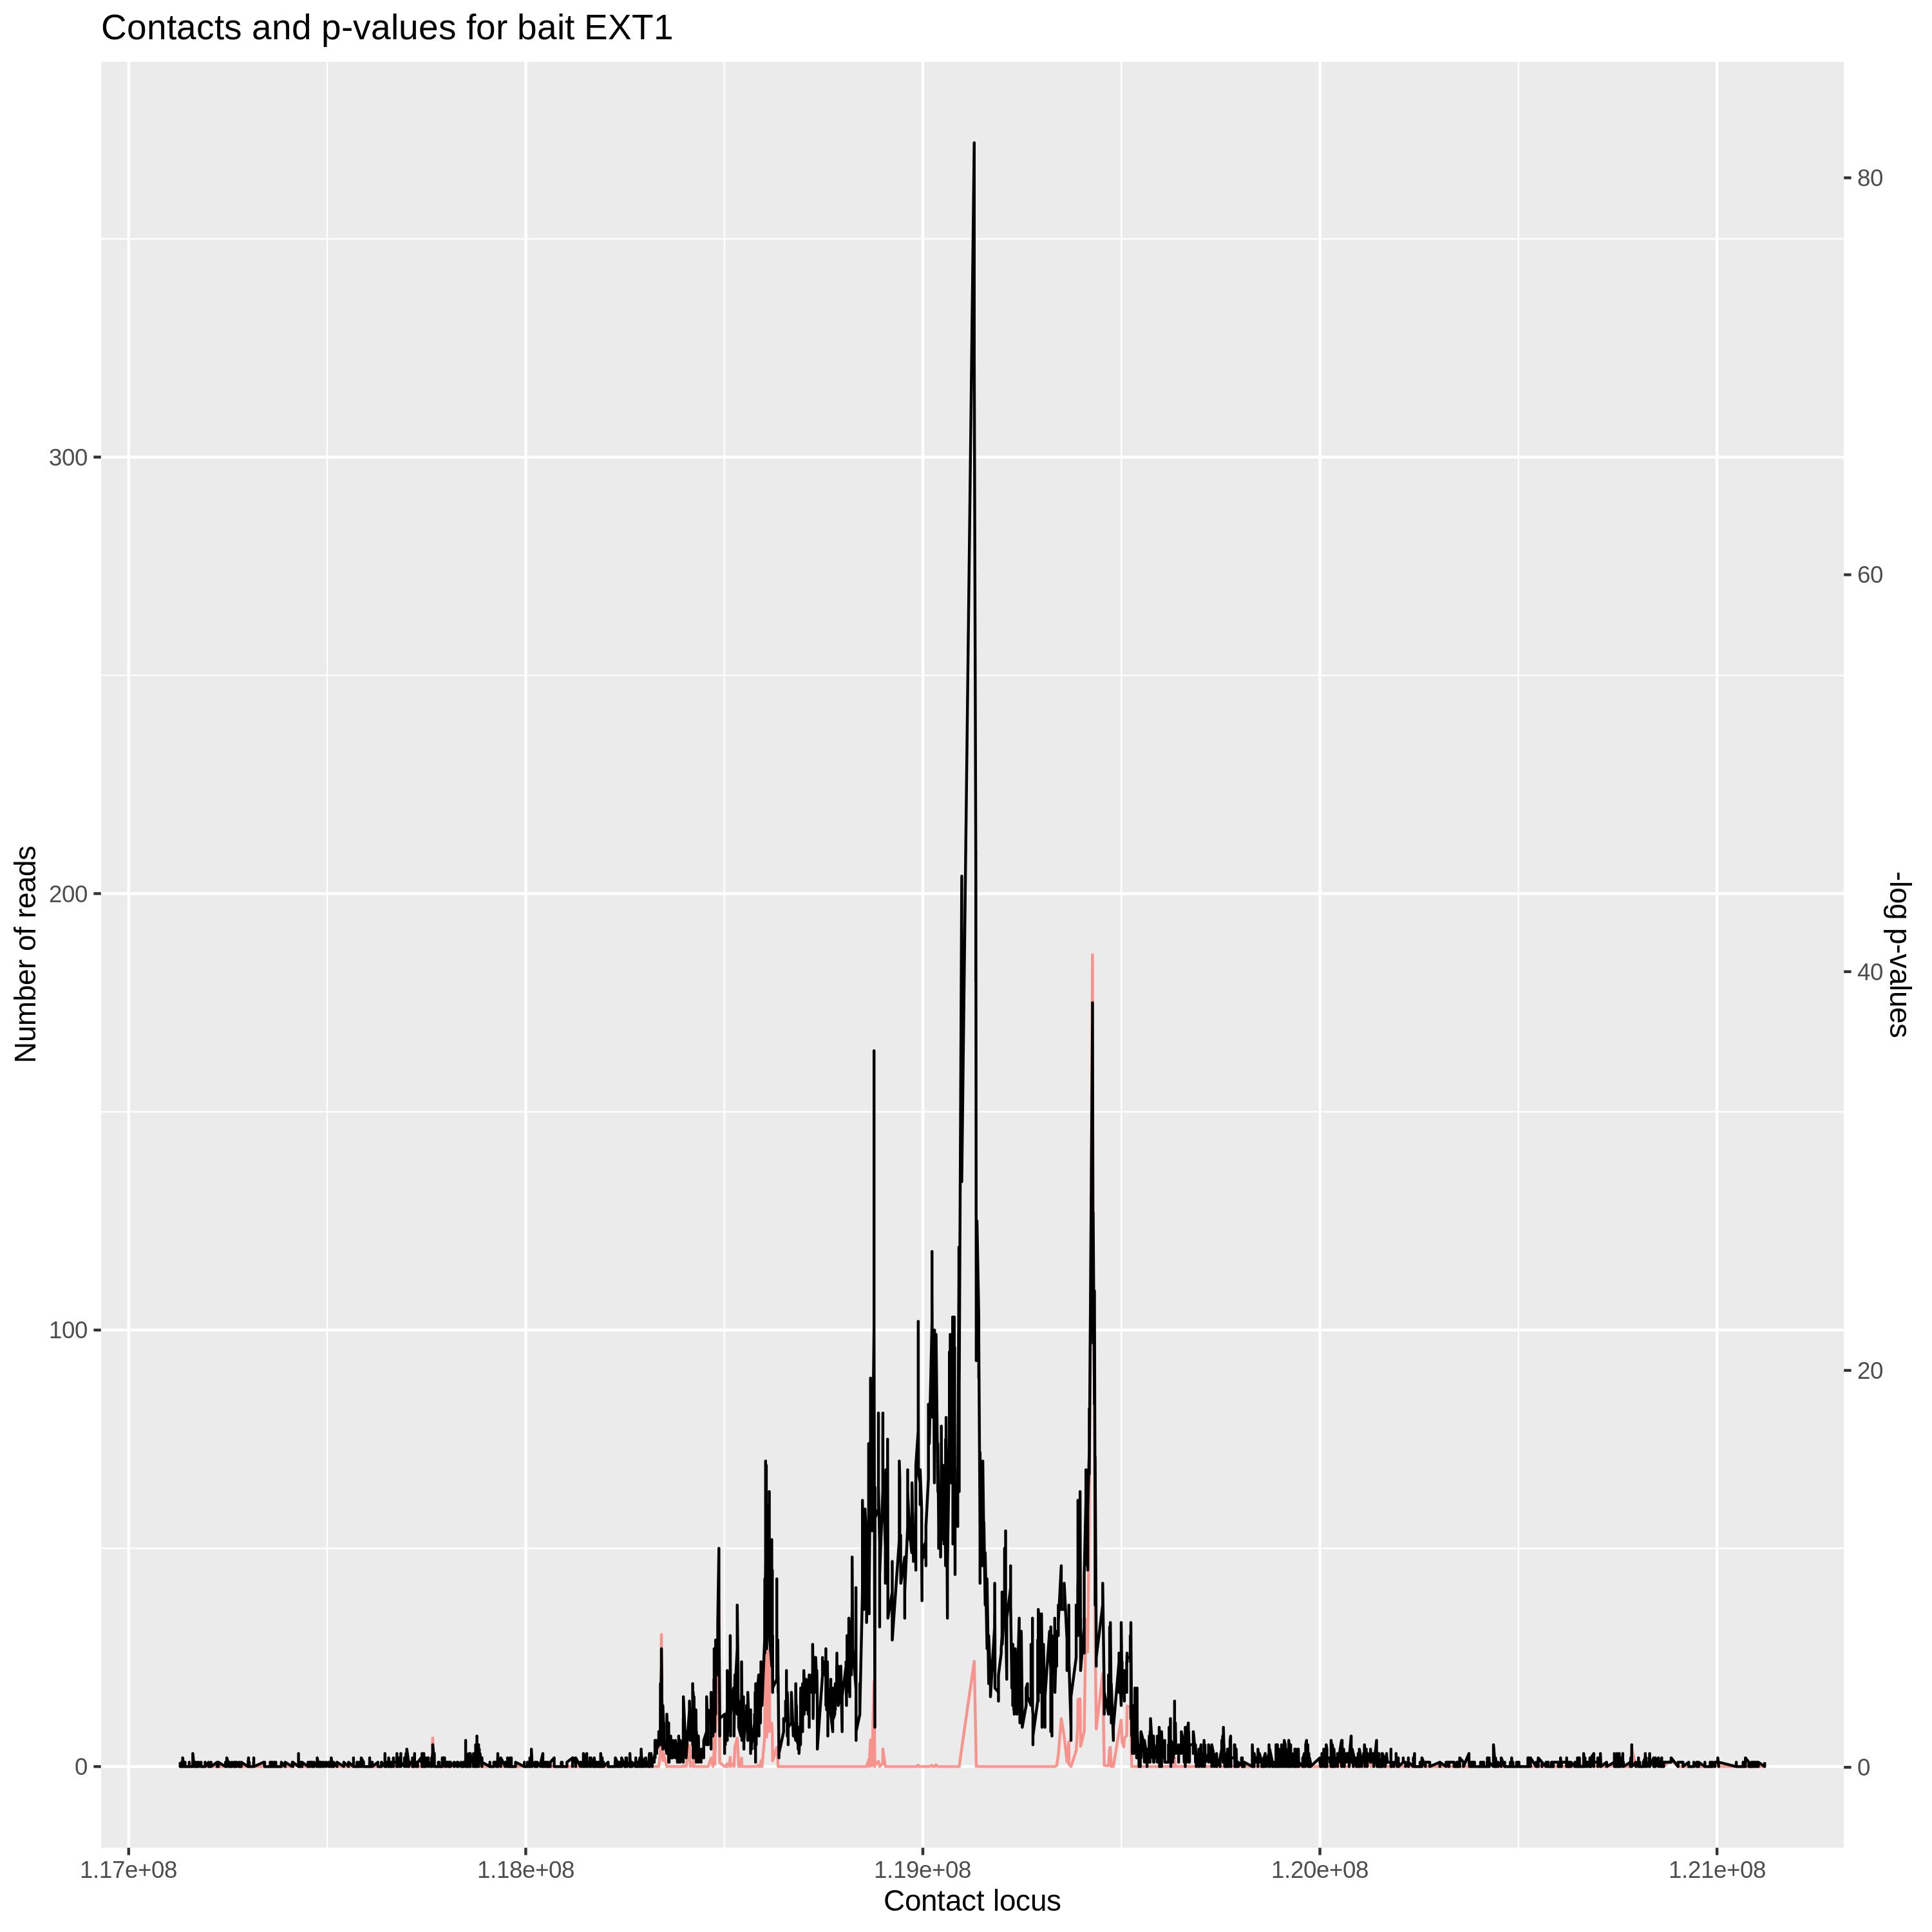 Contacts and p-values for bait EXT1
Number of reads
300
200
100
0
80
60
40
20
0
-log p-values
1.17e+08
1.18e+08
1.19e+08
1.20e+08
1.21e+08
Contact locus